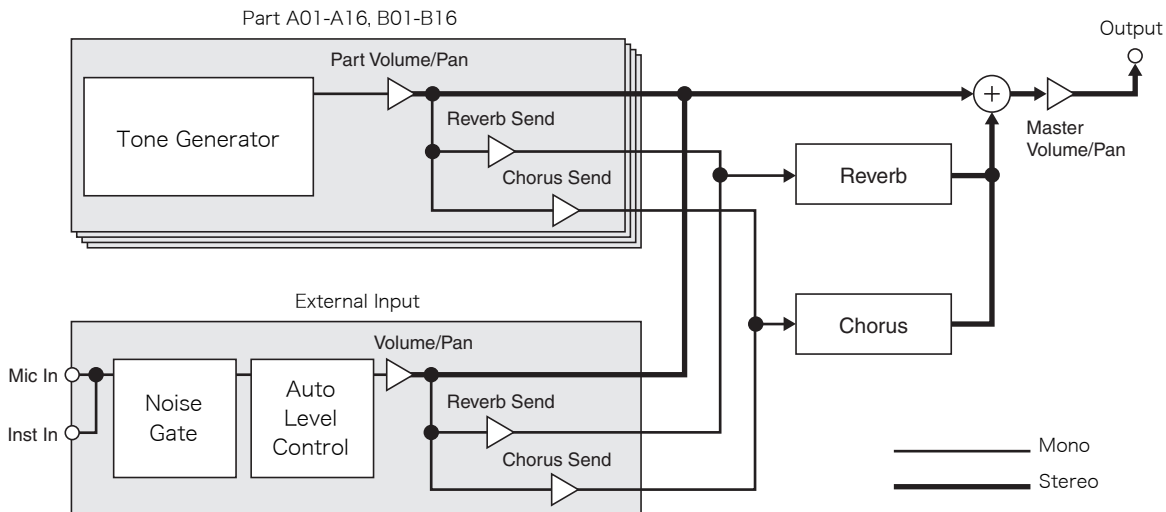 Part A01-A16, B01-B16
Output
Part Volume/Pan
Tone Generator
Reverb Send
Chorus Send
Master
Volume/Pan
Reverb
External Input
Chorus
Volume/Pan
Mic In
Inst In
Noise
Gate
Auto
Level
Control
Reverb Send
Chorus Send
Mono
Stereo